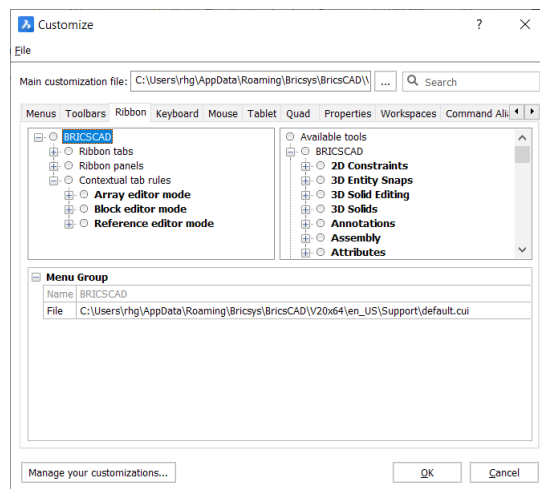 Customize
File
Main customization file: C:\Users\rhg\AppData\Roaming\Bricsys\BricsCAD\V ... Search
Menus Toolbars Ribbon Keyboard Mouse Tablet Quad Properties Workspaces Command Alia
BRICSCAD
Ribbon tabs
Ribbon panels
Contextual tab rules
Array editor mode
Block editor mode
Reference editor mode
Available tools
BRICSCAD
2D Constraints
3D Entity Snaps
3D Solid Editing
3D Solids
Annotations
Assembly
Attributes
Menu Group
Name BRICSCAD
File C:\Users\rhg\AppData\Roaming\Bricsys\BricsCAD\V20x64\en_US\Support\default.cui
Manage your customizations... OK Cancel